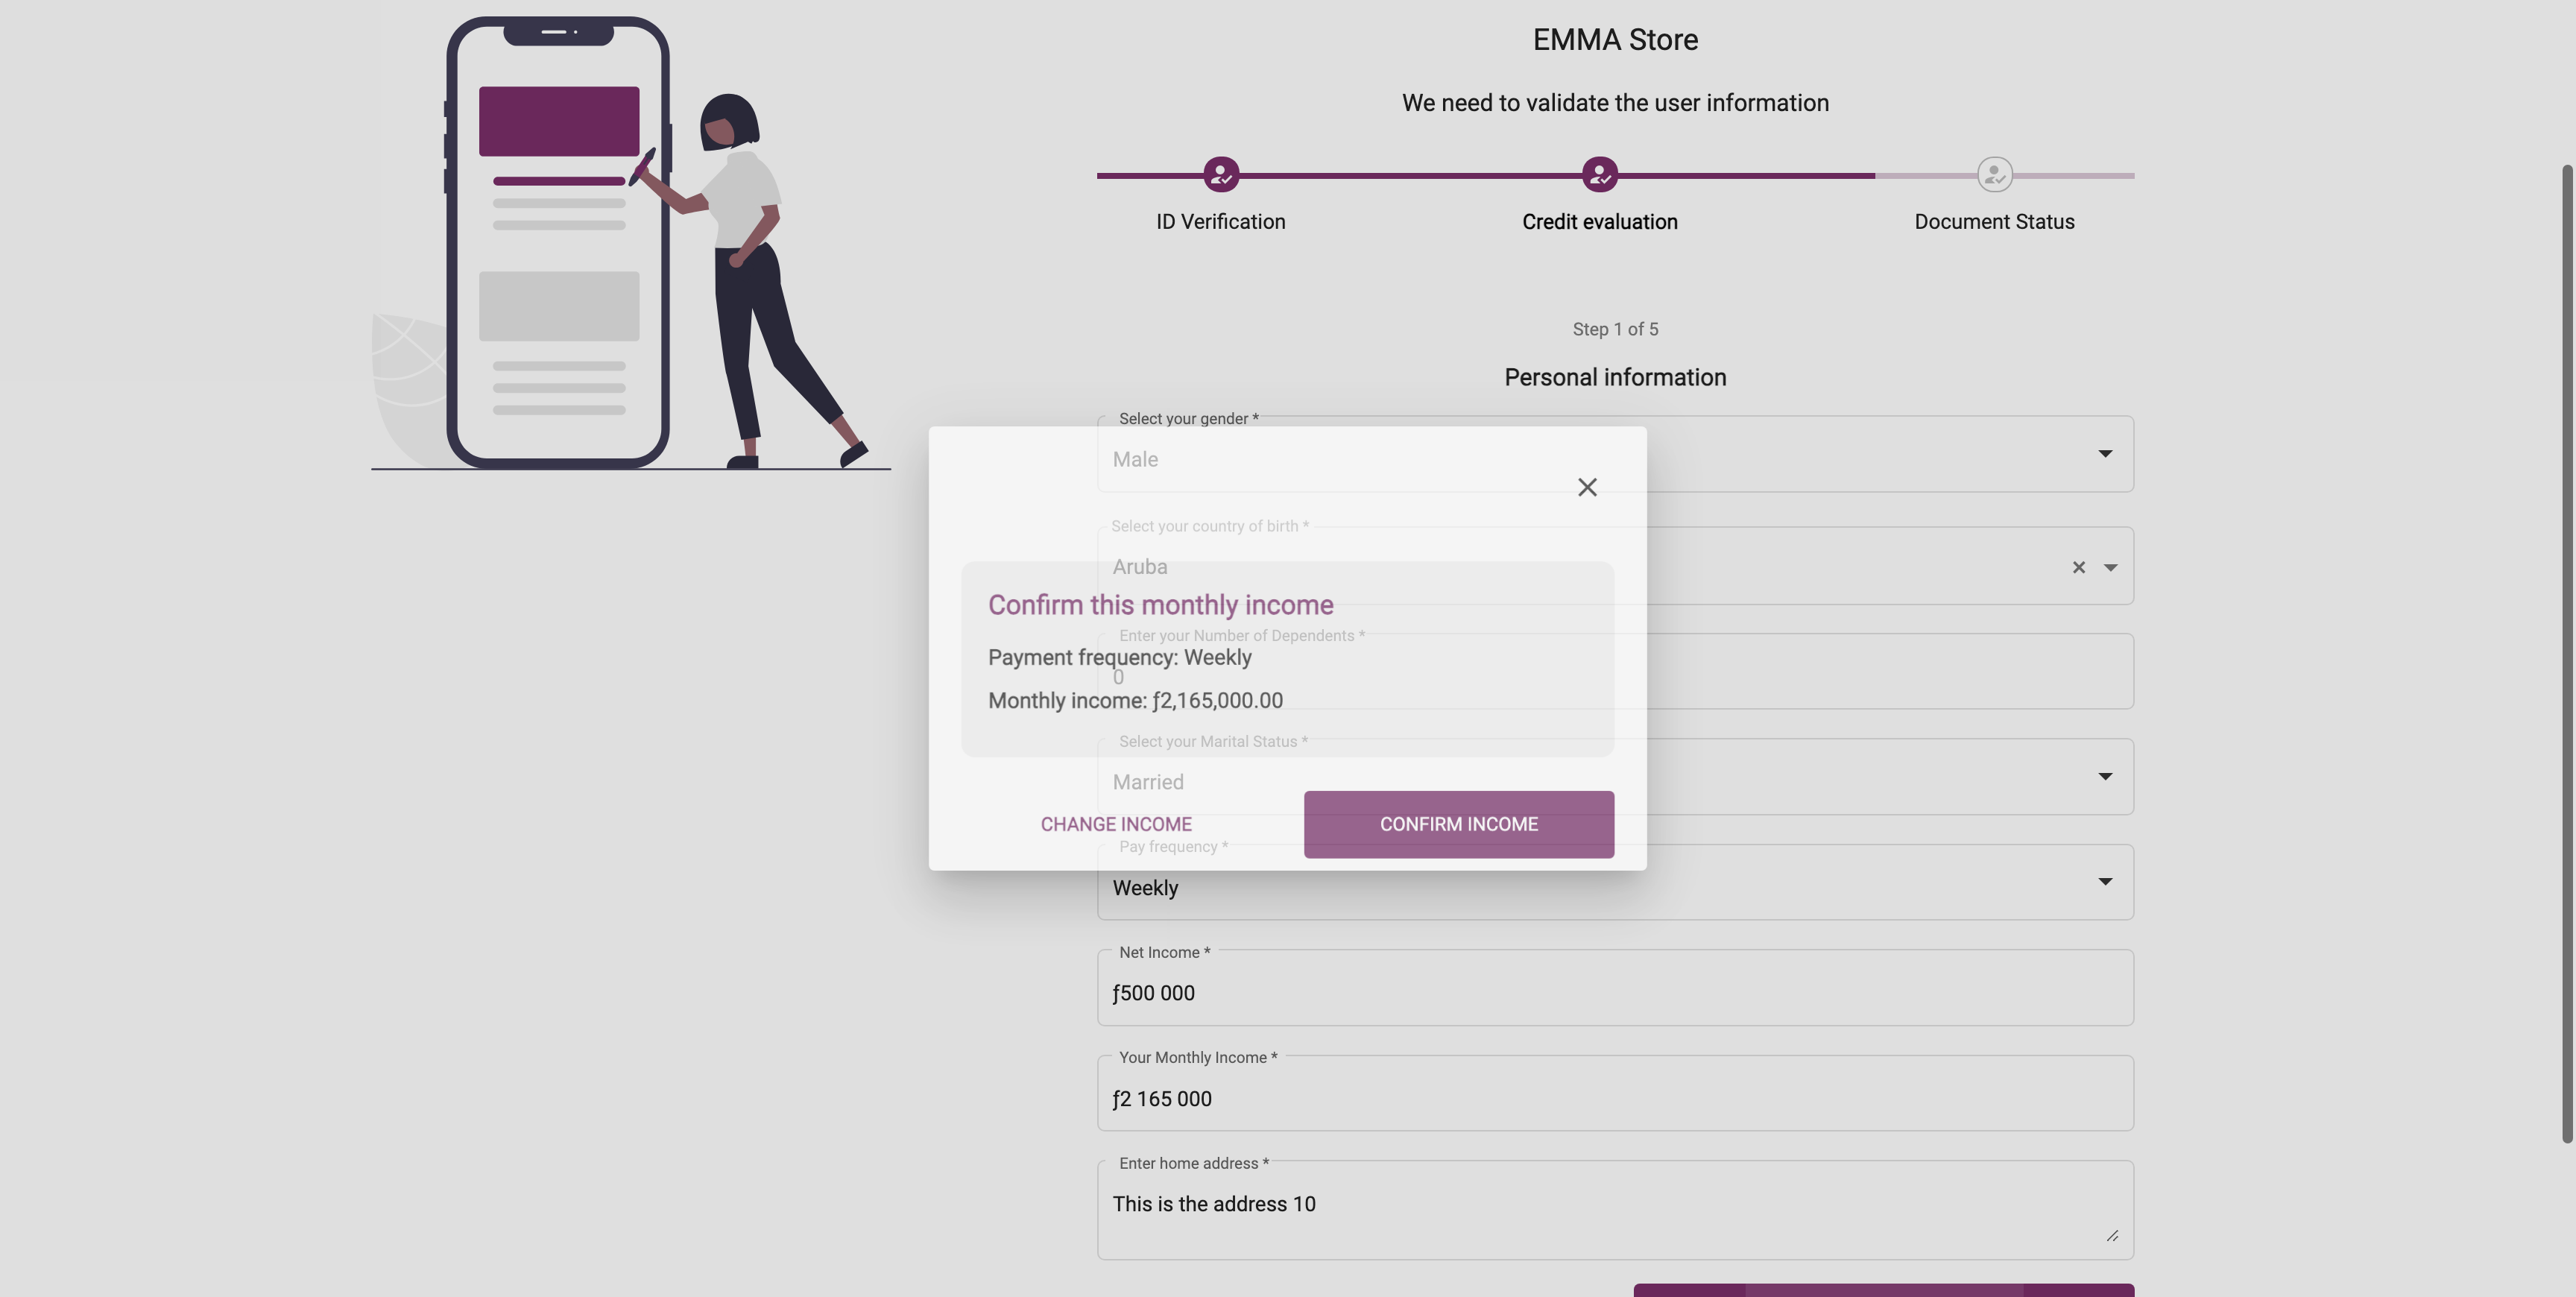 EMMA Store
We need to validate the user information
ID Verification
Credit evaluation
Document Status
Step 1 of 5
Personal information
Select your gender *
Male
Select your country of birth *
Aruba
Confirm this monthly income
Enter your Number of Dependents *
Payment frequency: Weekly
0
Monthly income: ƒ2,165,000.00
Select your Marital Status *
Married
CHANGE INCOME
CONFIRM INCOME
Pay frequency *
Weekly
Net Income *
ƒ500 000
Your Monthly Income *
ƒ2 165 000
Enter home address *
This is the address 10